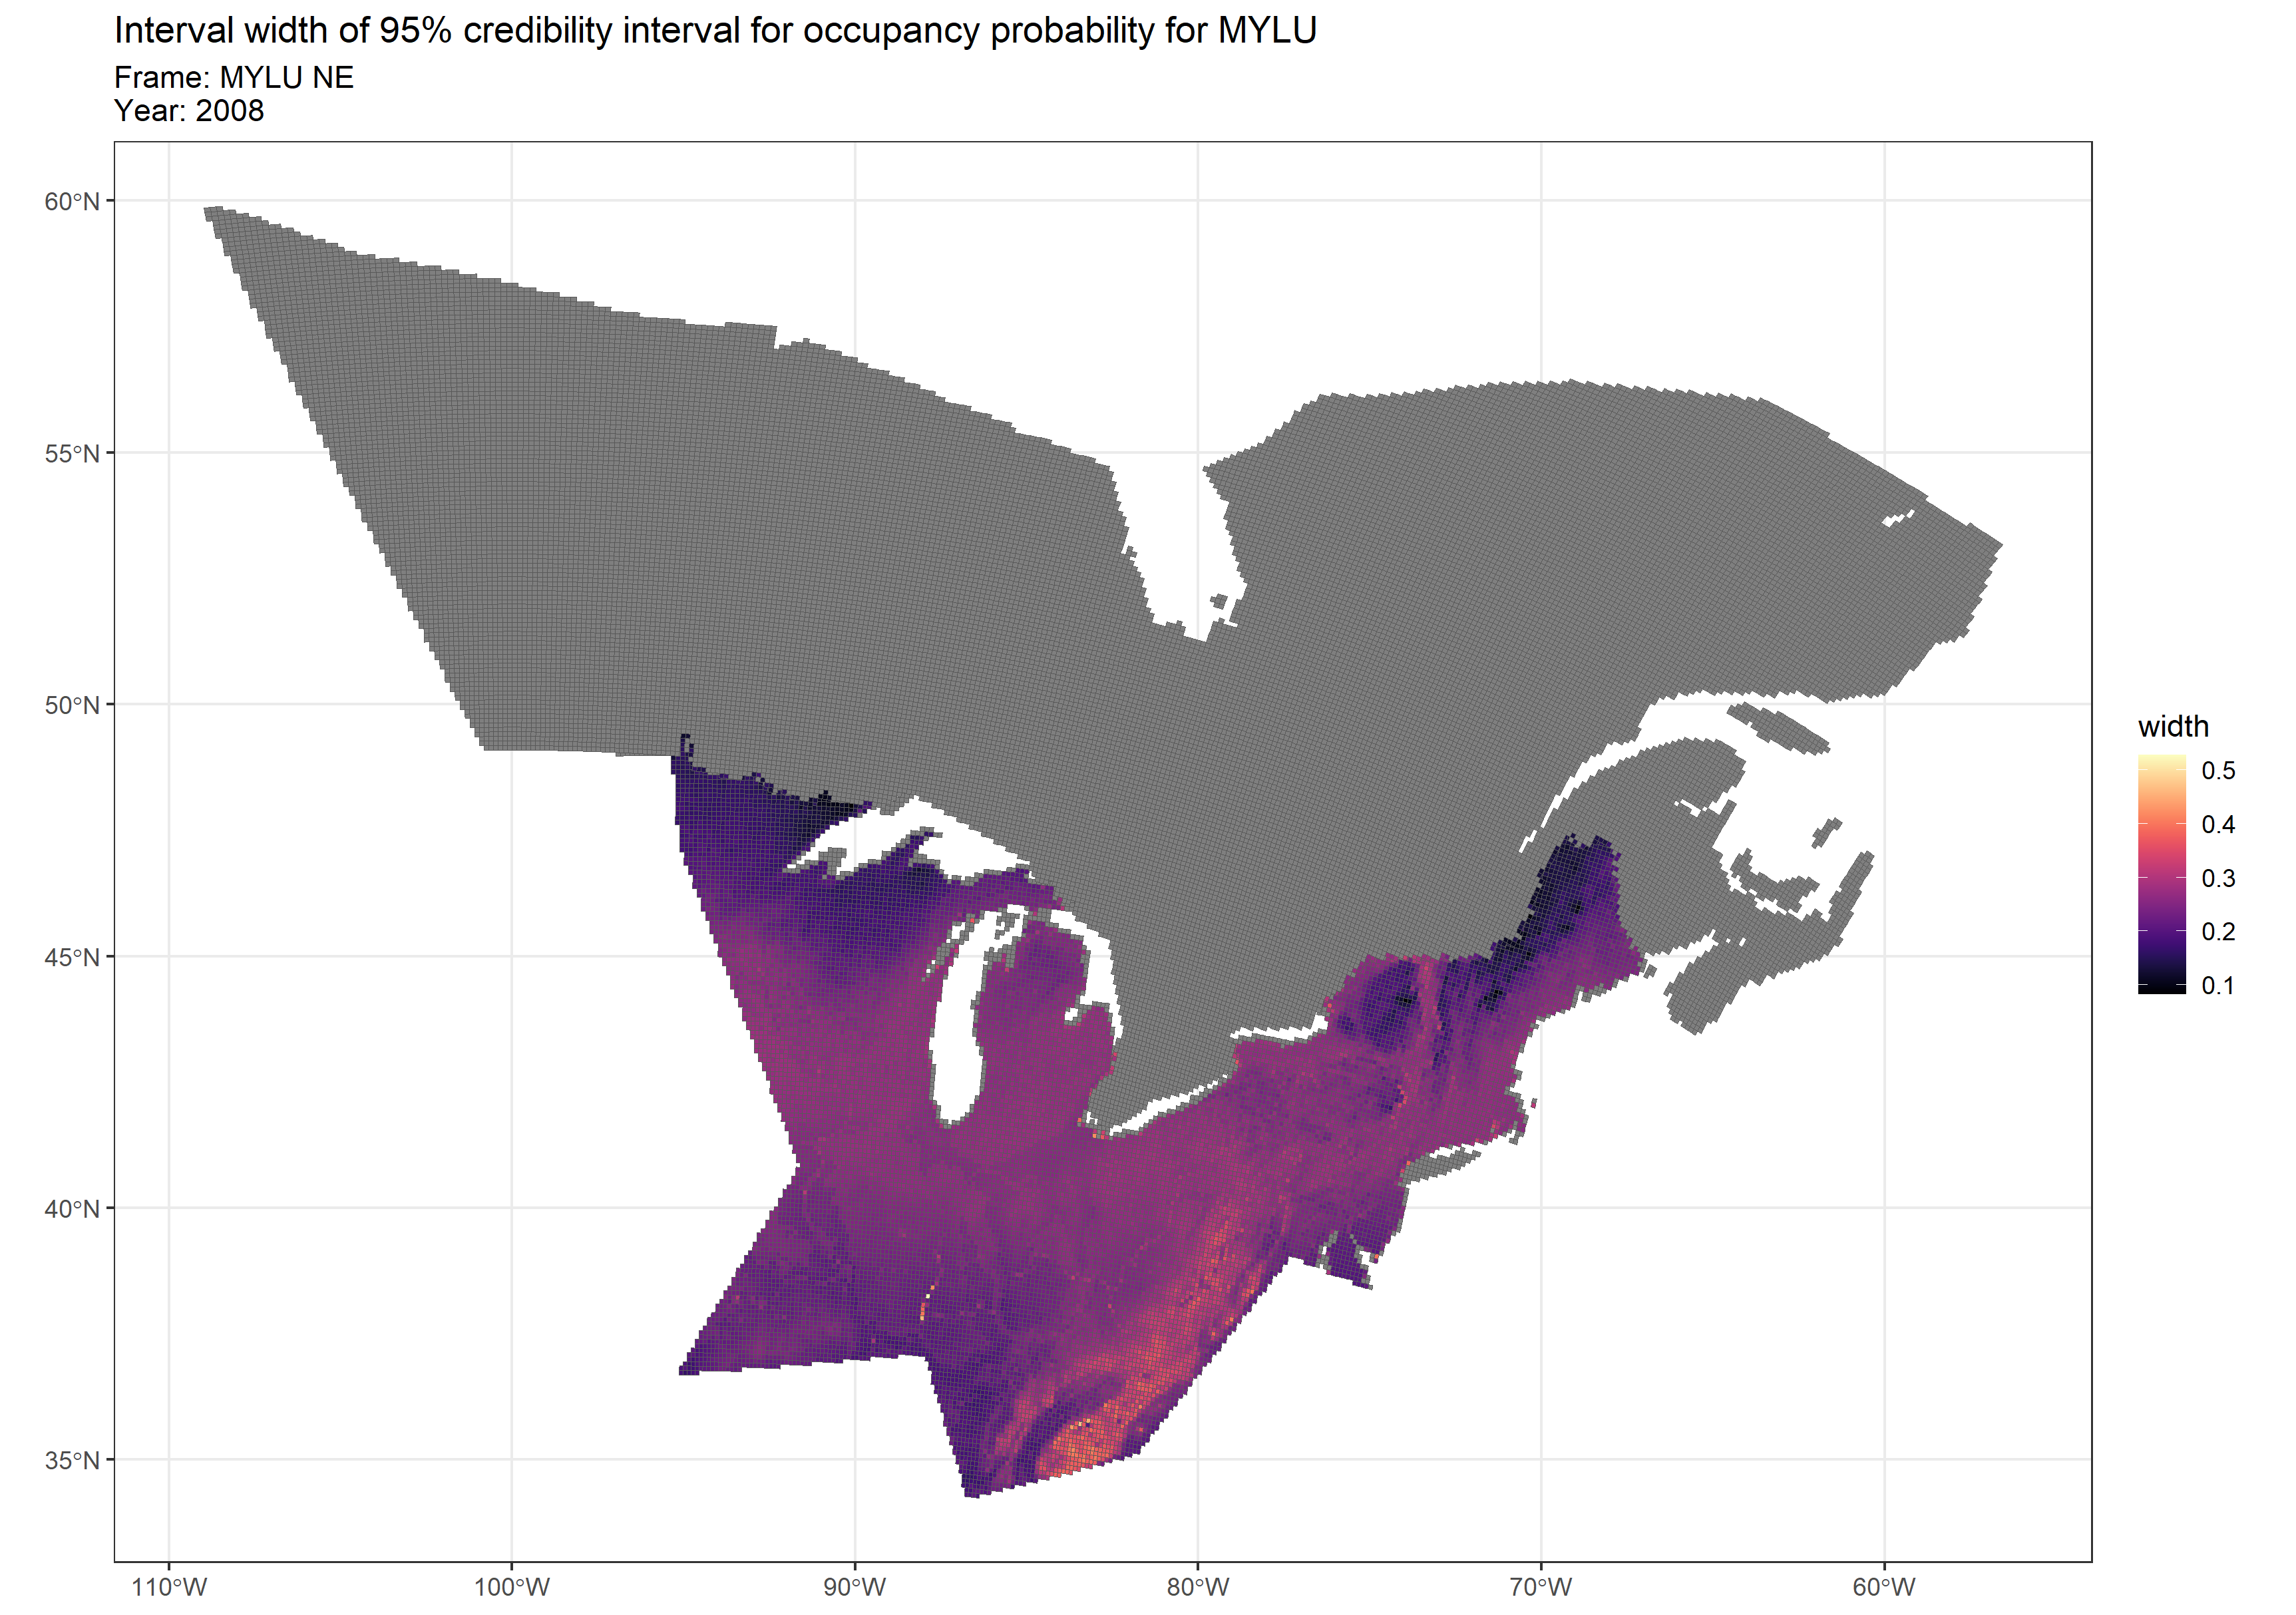 Interval width of 95% credibility interval for occupancy probability for MYLU
Frame: MYLU NE
Year: 2008
60°N
55°N
50°N
45°N
40°N
35°N
110°W
100°W
90°W
80°W
70°W
60°W
width
0.5
0.4
0.3
0.2
0.1